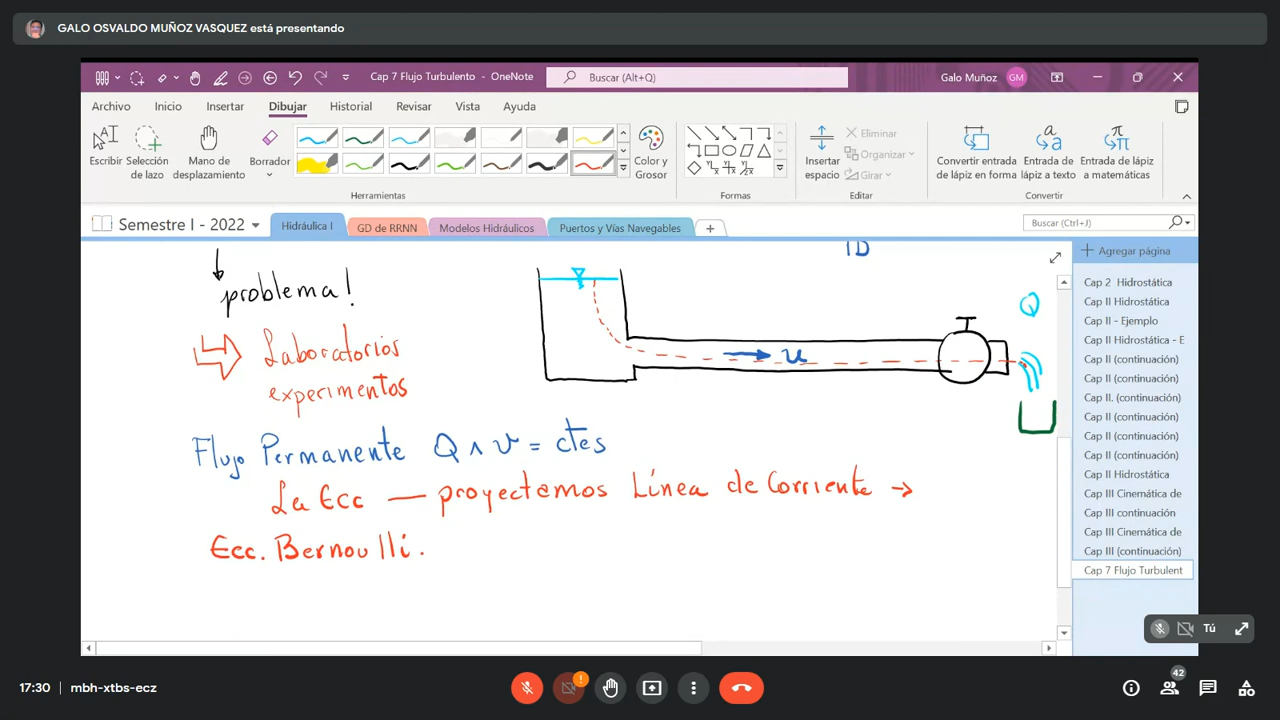 GALO OSVALDO MUÑOZ VASQUEZ está presentando
Cap 7 Flujo Turbulento - OneNote
Buscar (Alt+Q)
Galo Muñoz
GM
Archivo Inicio Insertar Dibujar Historial Revisar Vista Ayuda
Escribir
Selección de lazo
Mano de desplazamiento
Borrador
Herramientas
Color y Grosor
Formas
Insertar espacio
Eliminar
Organizar
Girar
Editar
Convertir entrada de lápiz en forma
Entrada de lápiz a texto
Entrada de lápiz a matemáticas
Convertir
Semestre I - 2022
Hidráulica I
GD de RRNN
Modelos Hidráulicos
Puertos y Vías Navegables
Buscar (Ctrl+J)
problema!
Laboratorios
experimentos
u
Q
Flujo Permanente Q ∧ v = ctes
La Ecc — proyectamos Línea de Corriente →
Ecc. Bernoulli.
Agregar página
Cap 2 Hidrostática
Cap II Hidrostática
Cap II - Ejemplo
Cap II Hidrostática - E
Cap II (continuación)
Cap II (continuación)
Cap II. (continuación)
Cap II (continuación)
Cap II (continuación)
Cap II (continuación)
Cap II Hidrostática
Cap III Cinemática de
Cap III continuación
Cap III Cinemática de
Cap III (continuación)
Cap 7 Flujo Turbulent
Tú
17:30 mbh-xtbs-ecz
42